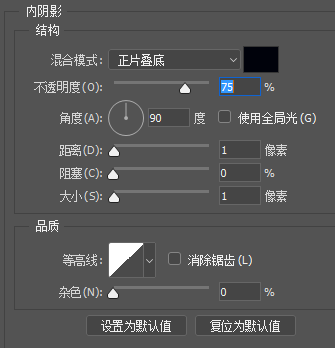 内阴影
结构
混合模式: 正片叠底
不透明度(O): 75 %
角度(A): 90 度 使用全局光(G)
距离(D): 1 像素
阻塞(C): 0 %
大小(S): 1 像素
品质
等高线: 消除锯齿(L)
杂色(N): 0 %
设置为默认值 复位为默认值